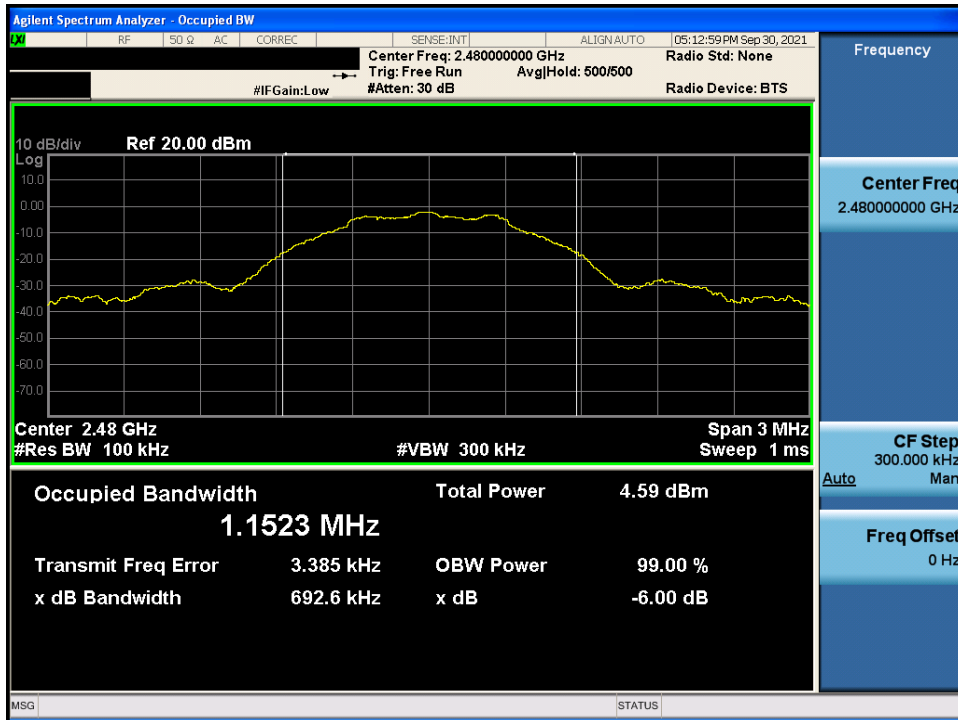 Agilent Spectrum Analyzer - Occupied BW
LXI RF 50 Ω AC CORREC SENSE:INT ALIGN AUTO 05:12:59 PM Sep 30, 2021
Center Freq: 2.480000000 GHz Radio Std: None
Trig: Free Run Avg|Hold: 500/500
#IFGain:Low #Atten: 30 dB Radio Device: BTS
Frequency
10 dB/div Ref 20.00 dBm
Log
10.0
0.00
-10.0
-20.0
-30.0
-40.0
-50.0
-60.0
-70.0
Center 2.48 GHz Span 3 MHz
#Res BW 100 kHz #VBW 300 kHz Sweep 1 ms
Occupied Bandwidth Total Power 4.59 dBm
1.1523 MHz
Transmit Freq Error 3.385 kHz OBW Power 99.00 %
x dB Bandwidth 692.6 kHz x dB -6.00 dB
Center Freq
2.480000000 GHz
CF Step
300.000 kHz
Auto Man
Freq Offset
0 Hz
MSG STATUS